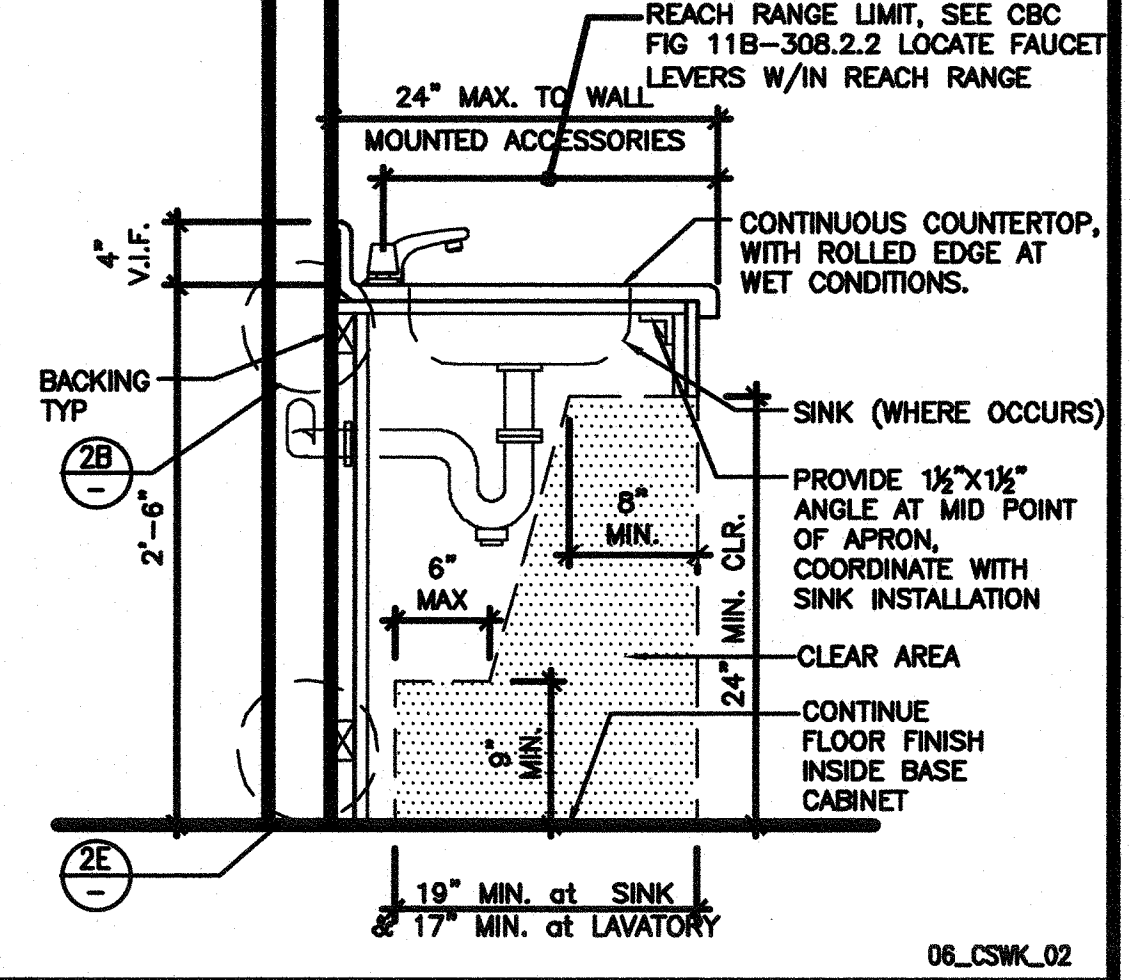 REACH RANGE LIMIT, SEE CBC
FIG 11B-308.2.2 LOCATE FAUCET
LEVERS W/IN REACH RANGE
24" MAX. TO WALL
MOUNTED ACCESSORIES
4"
V.I.F.
CONTINUOUS COUNTERTOP,
WITH ROLLED EDGE AT
WET CONDITIONS.
BACKING
TYP
2B
-
2'-6"
SINK (WHERE OCCURS)
PROVIDE 1½"X1½"
ANGLE AT MID POINT
OF APRON,
COORDINATE WITH
SINK INSTALLATION
8"
MIN.
24" MIN. CLR.
6"
MAX
CLEAR AREA
CONTINUE
FLOOR FINISH
INSIDE BASE
CABINET
9"
MIN.
2E
-
19" MIN. at SINK
& 17" MIN. at LAVATORY
06_CSWK_02